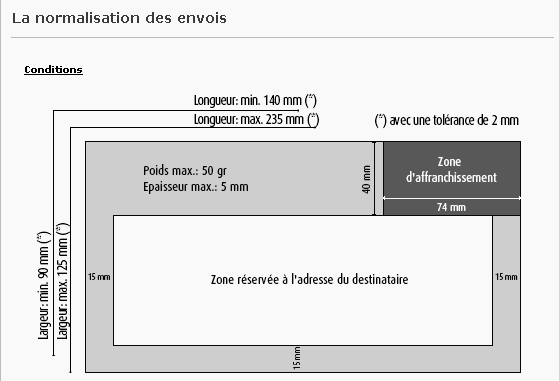 La normalisation des envois
Conditions
Longueur: min. 140 mm (*)
Longueur: max. 235 mm (*)
(*) avec une tolérance de 2 mm
Largeur: min. 90 mm (*)
Largeur: max. 125 mm (*)
Poids max.: 50 gr
Epaisseur max.: 5 mm
40 mm
Zone
d'affranchissement
74 mm
15 mm
Zone réservée à l'adresse du destinataire
15 mm
15 mm